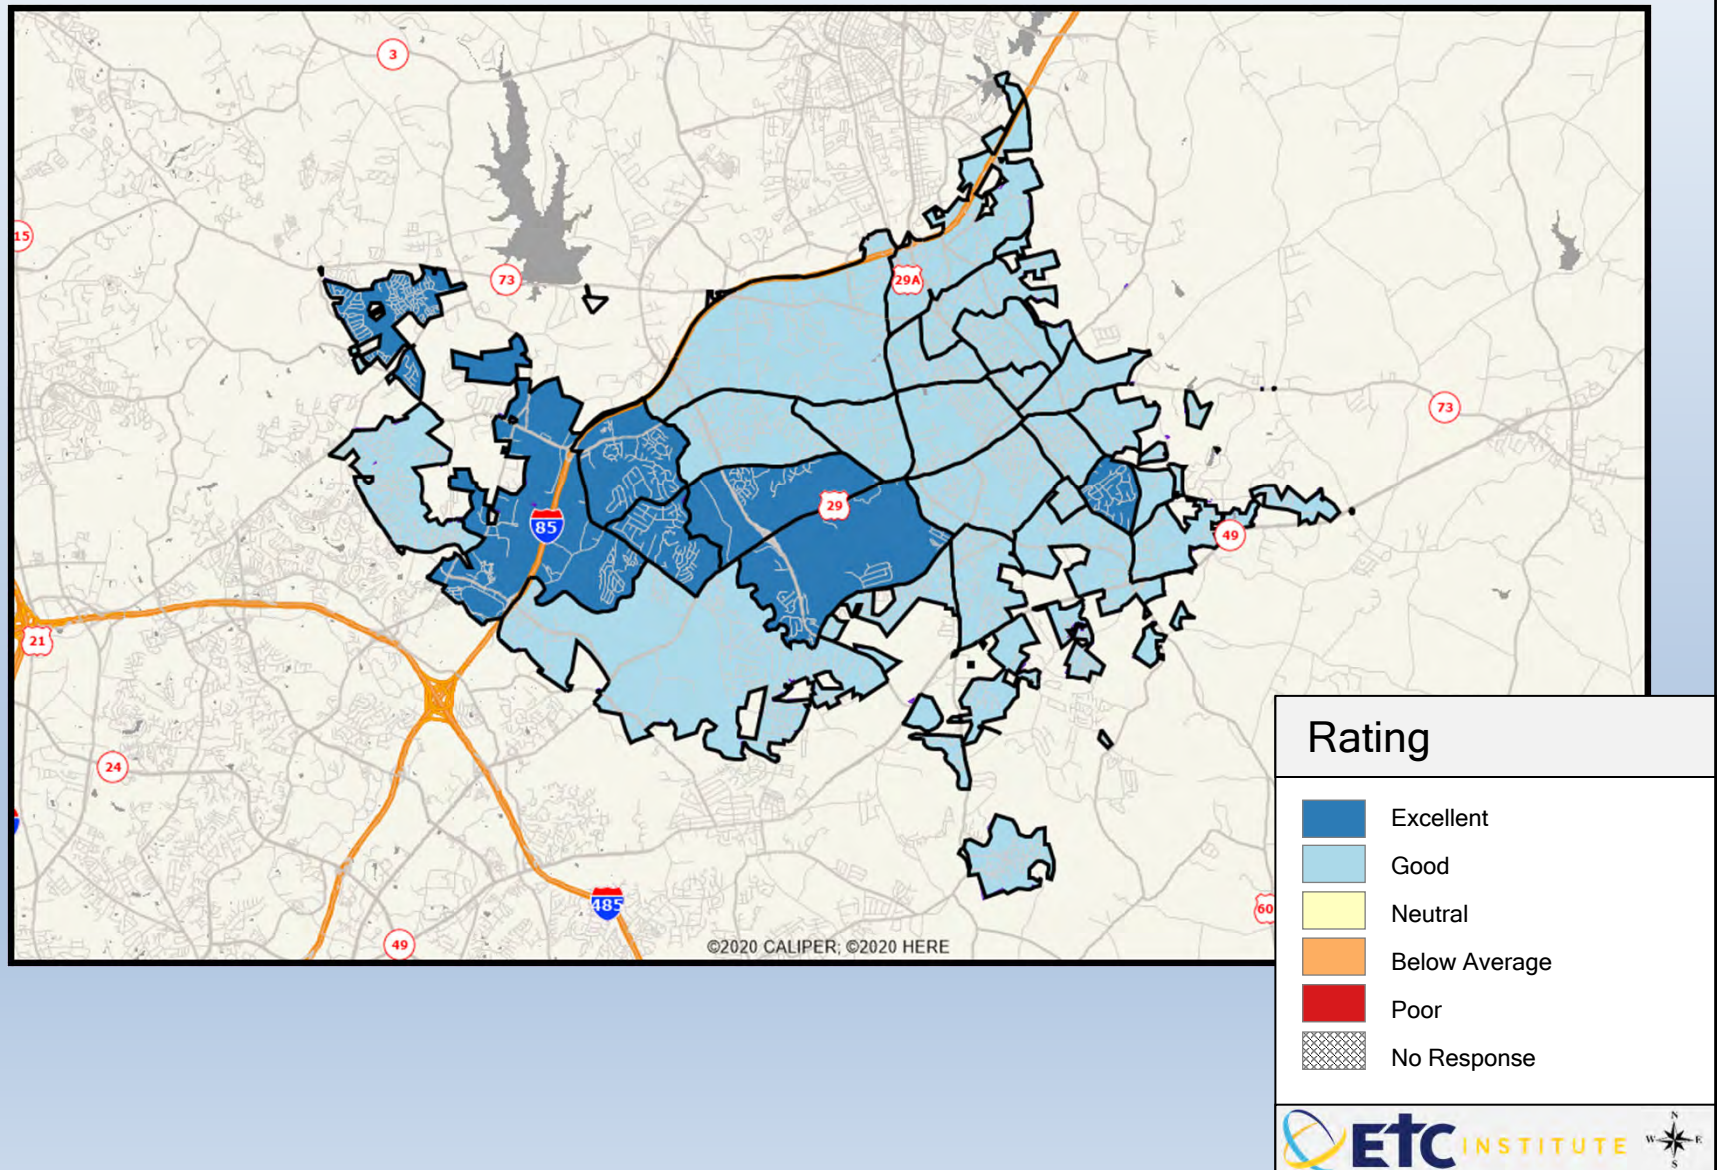 3
15
73
29A
73
29
85
49
21
24
485
60
49
©2020 CALIPER; ©2020 HERE
Rating
Excellent
Good
Neutral
Below Average
Poor
No Response
N
W E
S
ETC INSTITUTE